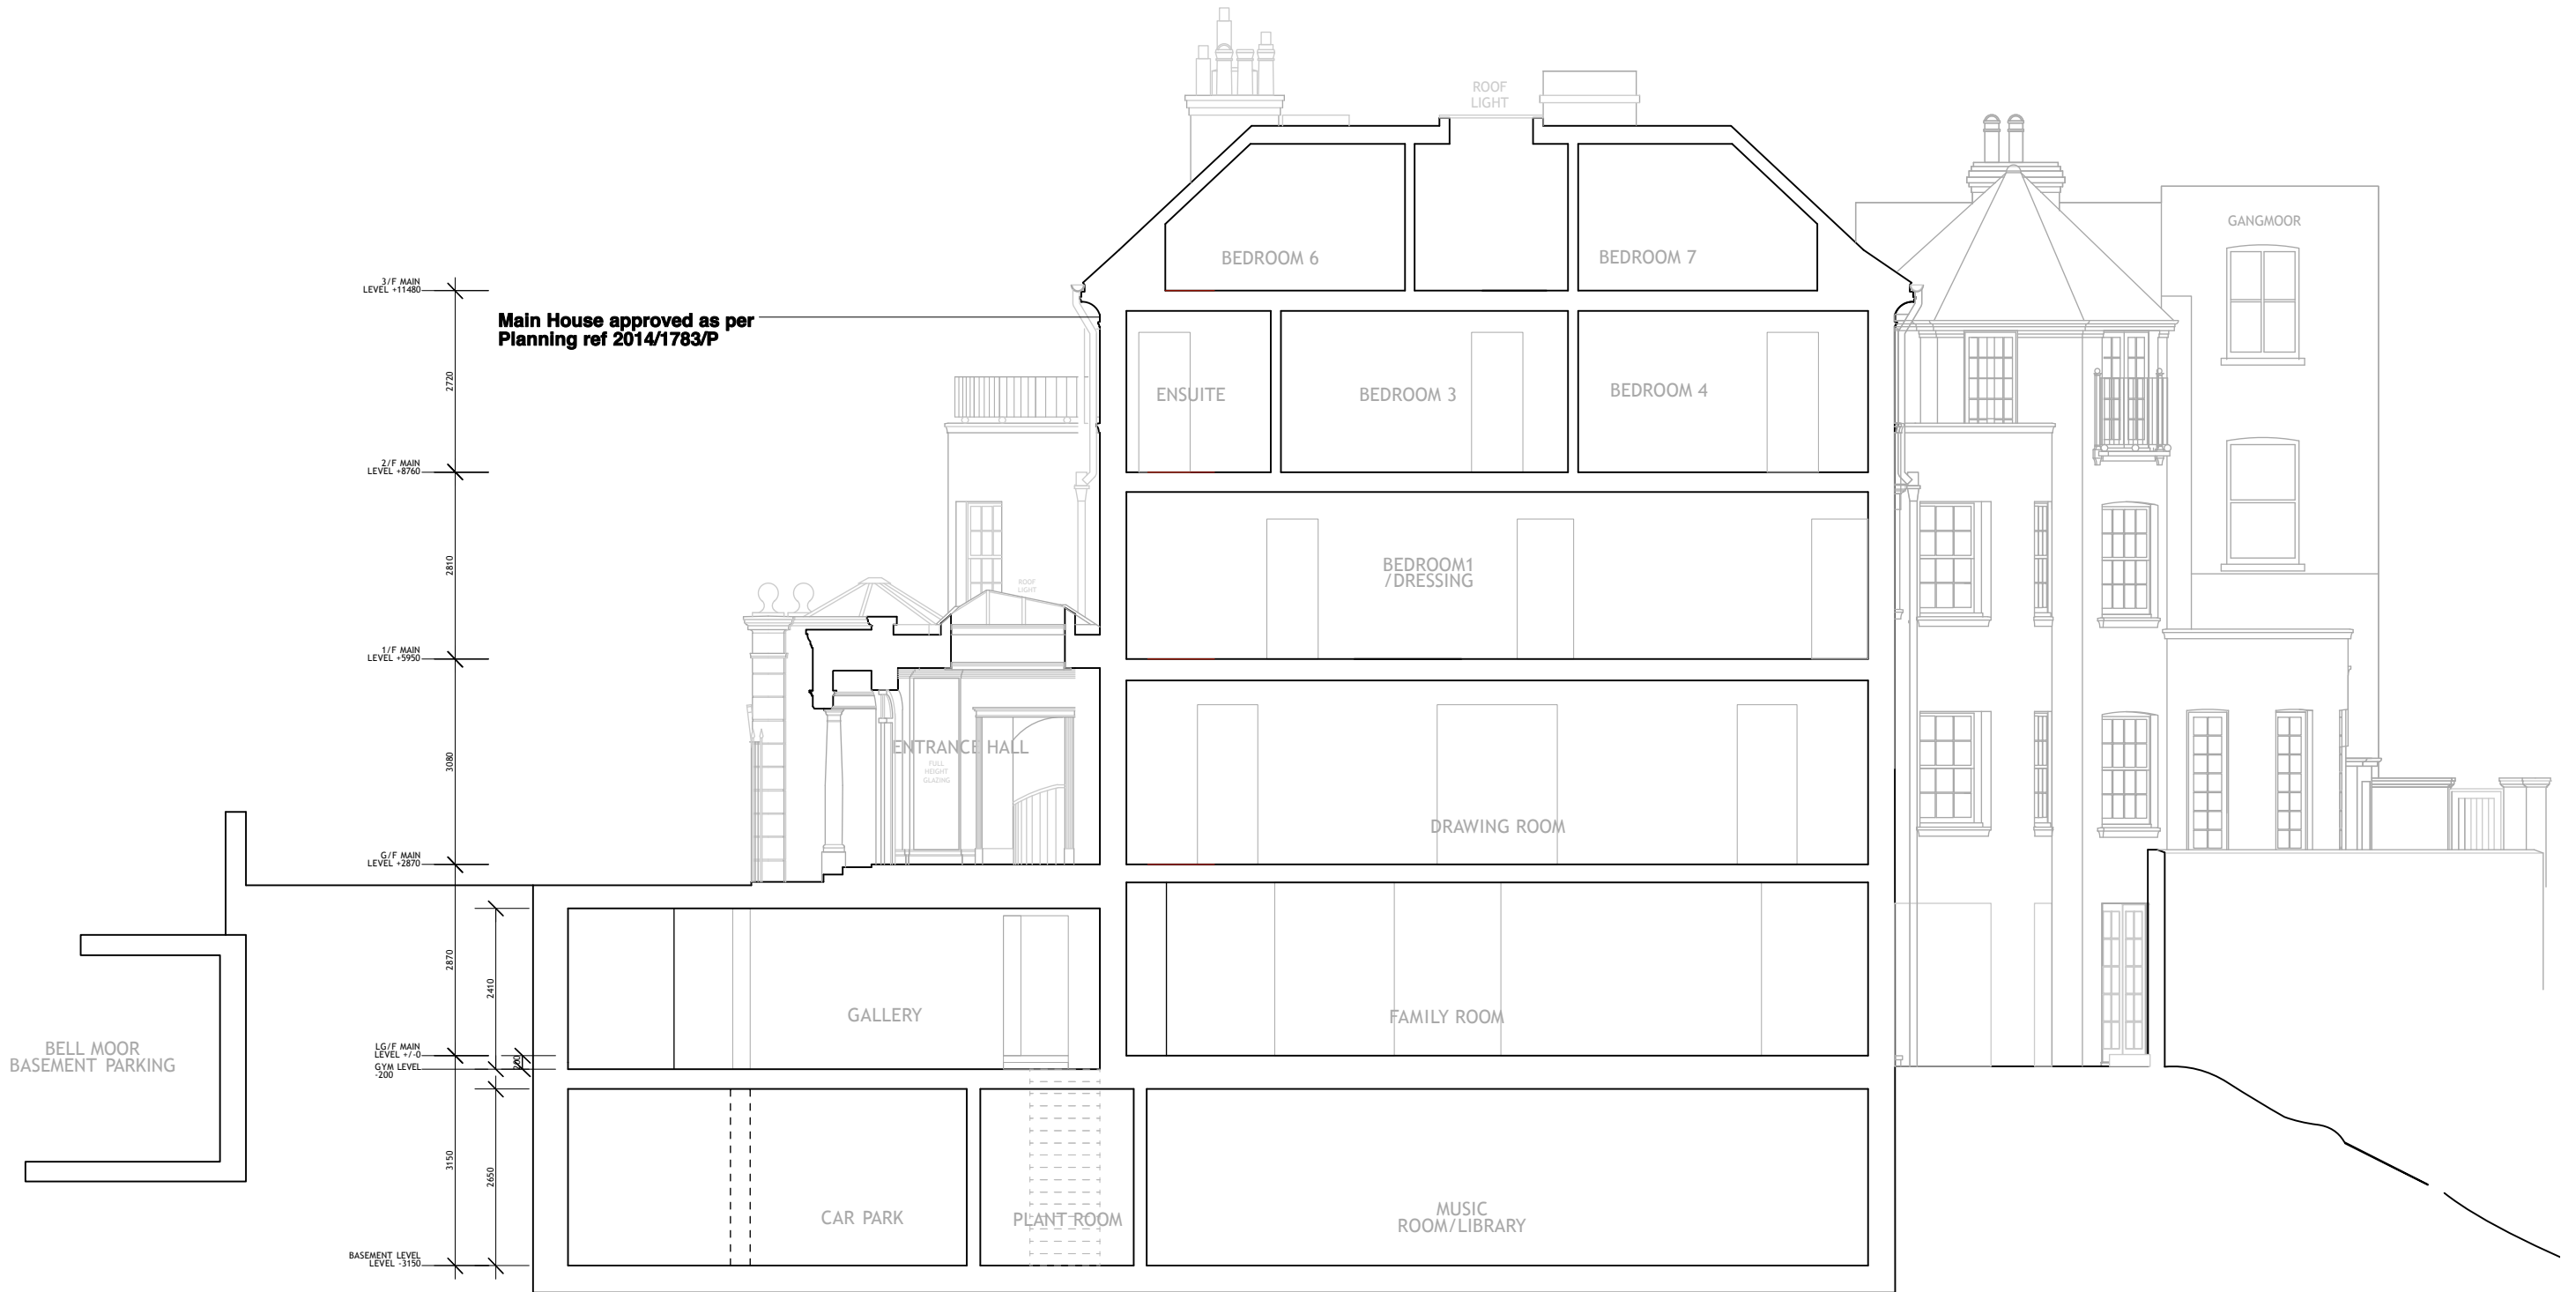 ROOF
LIGHT
GANGMOOR
BEDROOM 6
BEDROOM 7
3/F MAIN
LEVEL +11480
Main House approved as per
Planning ref 2014/1783/P
2720
ENSUITE
BEDROOM 3
BEDROOM 4
2/F MAIN
LEVEL +8760
2810
BEDROOM1
/DRESSING
ROOF
LIGHT
1/F MAIN
LEVEL +5950
3080
ENTRANCE HALL
FULL
HEIGHT
GLAZING
DRAWING ROOM
G/F MAIN
LEVEL +2870
2870
2410
GALLERY
FAMILY ROOM
BELL MOOR
BASEMENT PARKING
LG/F MAIN
LEVEL +/-0
200
GYM LEVEL
-200
3150
2650
CAR PARK
PLANT ROOM
MUSIC
ROOM/LIBRARY
BASEMENT LEVEL
LEVEL -3150